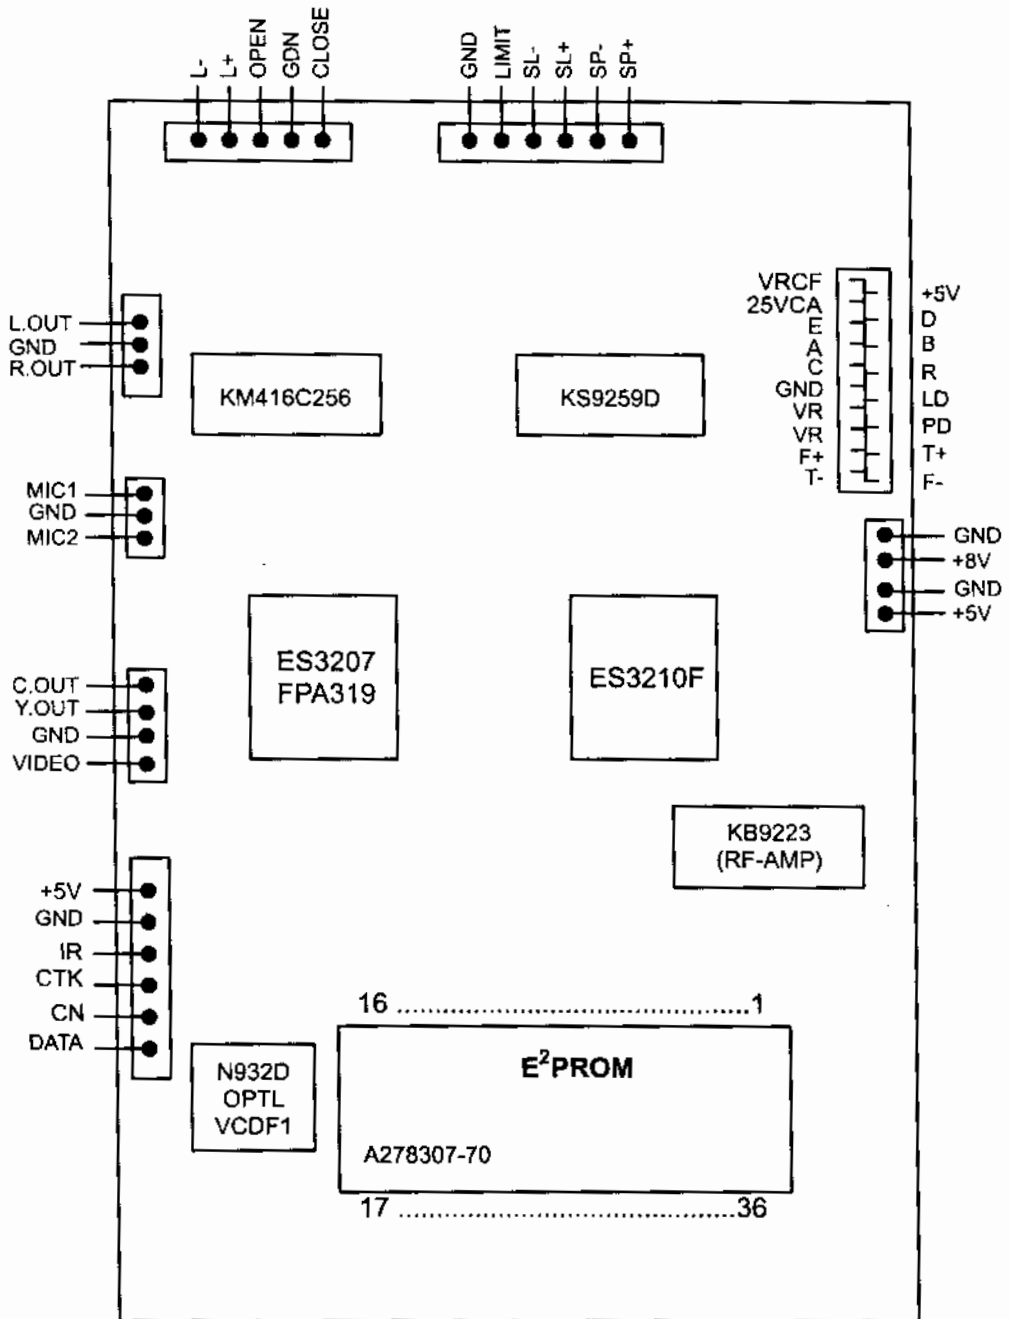 L-
L+
OPEN
GDN
CLOSE
GND
LIMIT
SL-
SL+
SP-
SP+
VRCF
25VCA
E
A
C
GND
VR
VR
F+
T-
+5V
D
B
R
LD
PD
T+
F-
L.OUT
GND
R.OUT
KM416C256
KS9259D
MIC1
GND
MIC2
GND
+8V
GND
+5V
ES3207
FPA319
ES3210F
C.OUT
Y.OUT
GND
VIDEO
KB9223
(RF-AMP)
+5V
GND
IR
CTK
CN
DATA
16 ............................................... 1
E²PROM
A278307-70
17 ............................................... 36
N932D
OPTL
VCDF1